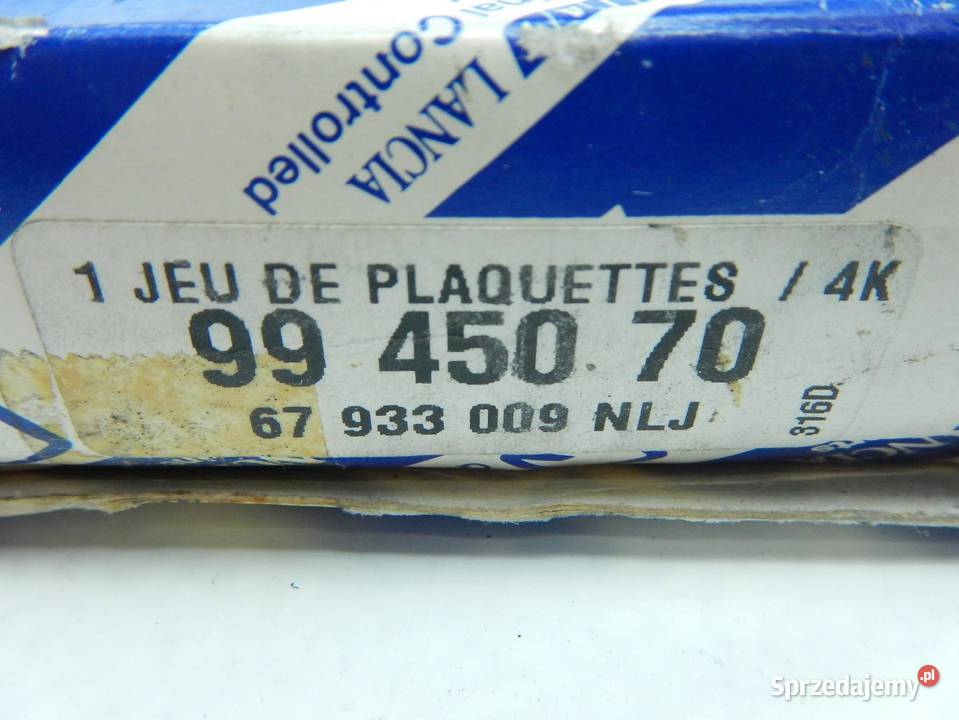 LANCIA
Controlled
1 JEU DE PLAQUETTES / 4K
99 450 70
67 933 009 NLJ
316D
Sprzedajemy.pl